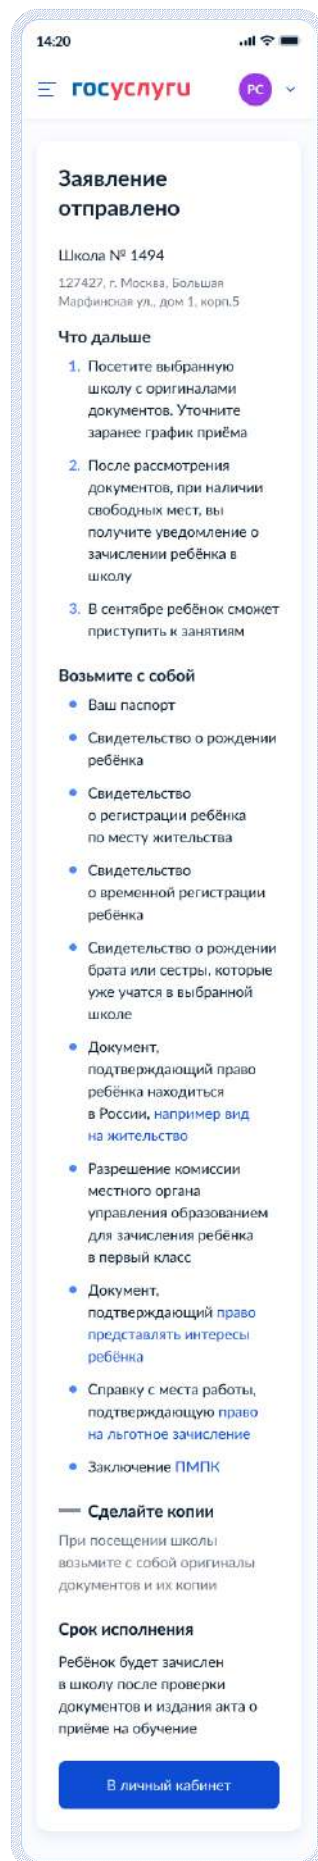 14:20
госуслуги
РС
Заявление
отправлено
Школа № 1494
127427, г. Москва, Большая
Марфинская ул., дом 1, корп.5
Что дальше
1. Посетите выбранную
школу с оригиналами
документов. Уточните
заранее график приёма
2. После рассмотрения
документов, при наличии
свободных мест, вы
получите уведомление о
зачислении ребёнка в
школу
3. В сентябре ребёнок сможет
приступить к занятиям
Возьмите с собой
• Ваш паспорт
• Свидетельство о рождении
ребёнка
• Свидетельство
о регистрации ребёнка
по месту жительства
• Свидетельство
о временной регистрации
ребёнка
• Свидетельство о рождении
брата или сестры, которые
уже учатся в выбранной
школе
• Документ,
подтверждающий право
ребёнка находиться
в России, например вид
на жительство
• Разрешение комиссии
местного органа
управления образованием
для зачисления ребёнка
в первый класс
• Документ,
подтверждающий право
представлять интересы
ребёнка
• Справку с места работы,
подтверждающую право
на льготное зачисление
• Заключение ПМПК
— Сделайте копии
При посещении школы
возьмите с собой оригиналы
документов и их копии
Срок исполнения
Ребёнок будет зачислен
в школу после проверки
документов и издания акта о
приёме на обучение
В личный кабинет